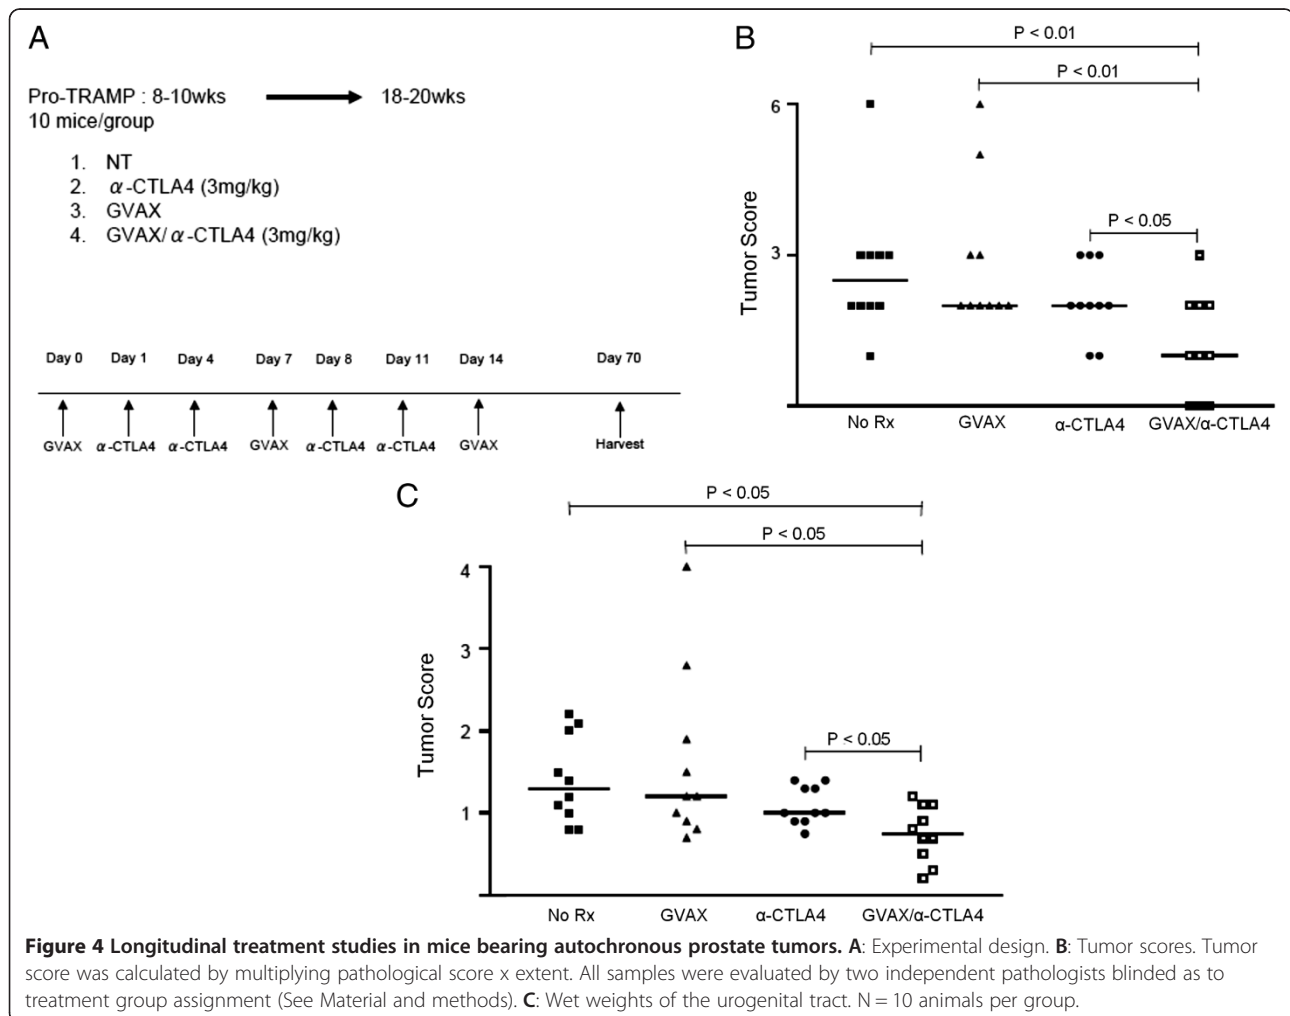 A
Pro-TRAMP : 8-10wks 18-20wks
10 mice/group
1. NT
2. α-CTLA4 (3mg/kg)
3. GVAX
4. GVAX/α-CTLA4 (3mg/kg)
Day 0 Day 1 Day 4 Day 7 Day 8 Day 11 Day 14 Day 70
GVAX α-CTLA4 α-CTLA4 GVAX α-CTLA4 α-CTLA4 GVAX Harvest
B
P < 0.01
P < 0.01
P < 0.05
6
3
Tumor Score
No Rx GVAX α-CTLA4 GVAX/α-CTLA4
C
P < 0.05
P < 0.05
P < 0.05
4
3
2
1
Tumor Score
No Rx GVAX α-CTLA4 GVAX/α-CTLA4
Figure 4 Longitudinal treatment studies in mice bearing autochronous prostate tumors. A: Experimental design. B: Tumor scores. Tumor
score was calculated by multiplying pathological score x extent. All samples were evaluated by two independent pathologists blinded as to
treatment group assignment (See Material and methods). C: Wet weights of the urogenital tract. N = 10 animals per group.